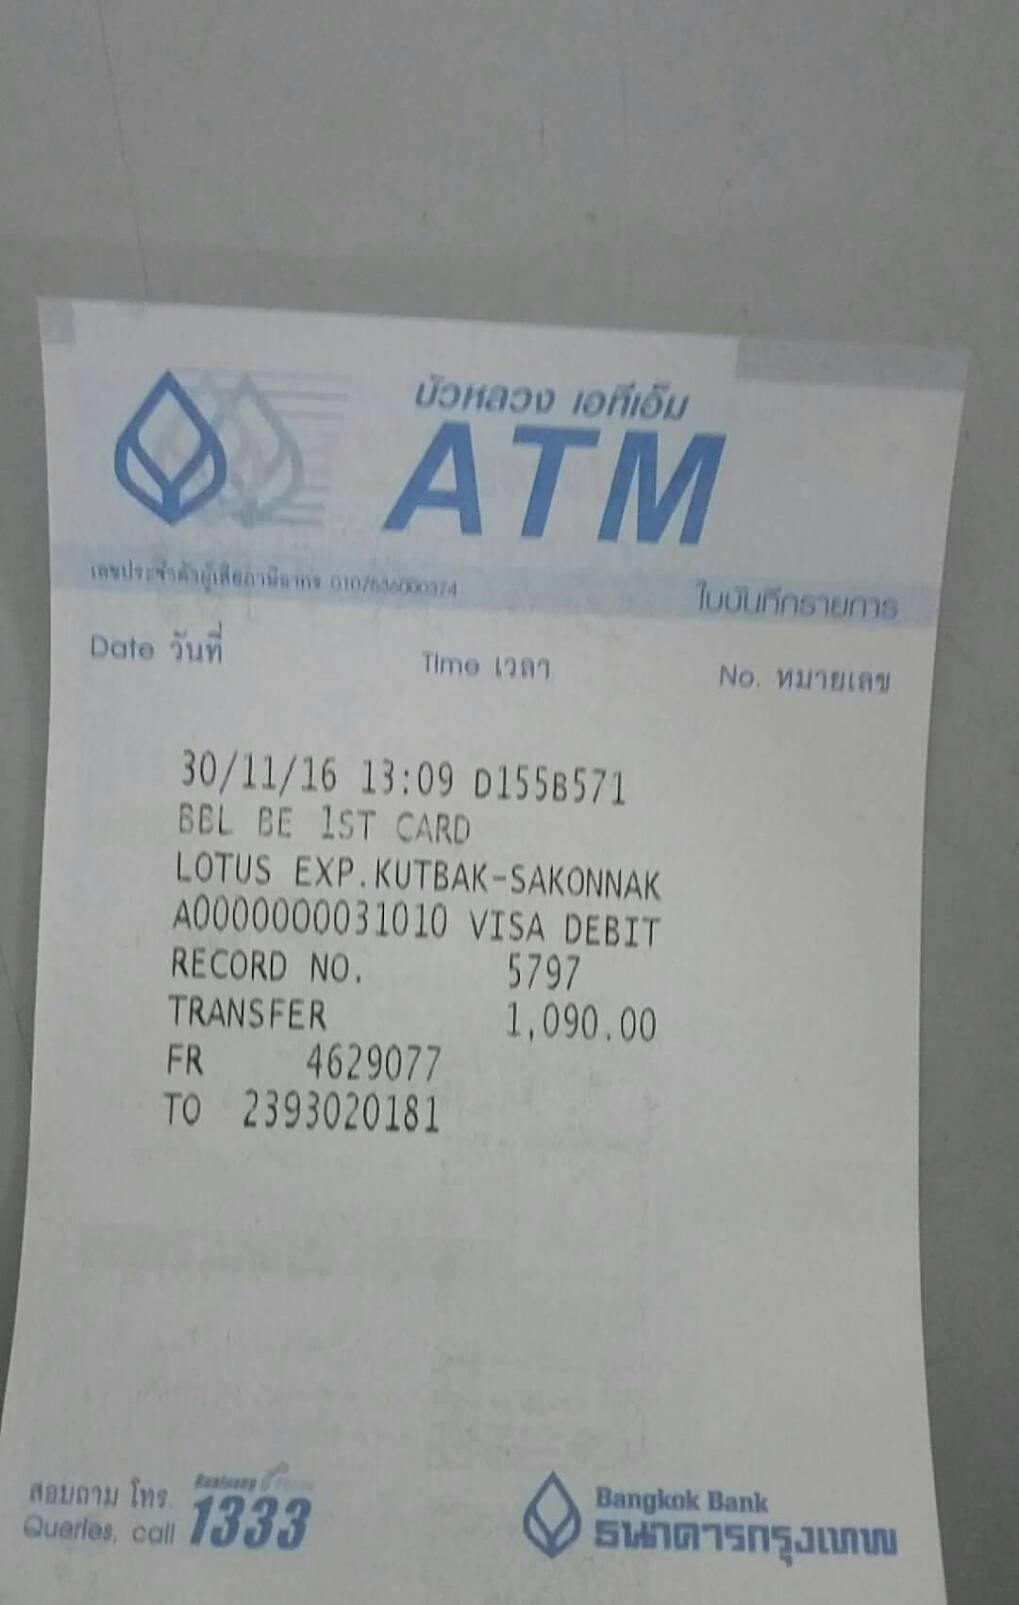 บัวหลวง เอทีเอ็ม
ATM
เลขประจำตัวผู้เสียภาษีอากร 0107536000374
ใบบันทึกรายการ
Date วันที่ Time เวลา No. หมายเลข
30/11/16 13:09 D155B571
BBL BE 1ST CARD
LOTUS EXP.KUTBAK-SAKONNAK
A0000000031010 VISA DEBIT
RECORD NO. 5797
TRANSFER 1,090.00
FR 4629077
TO 2393020181
สอบถาม โทร.
Queries, call 1333
Bualuang
Bangkok Bank
ธนาคารกรุงเทพ